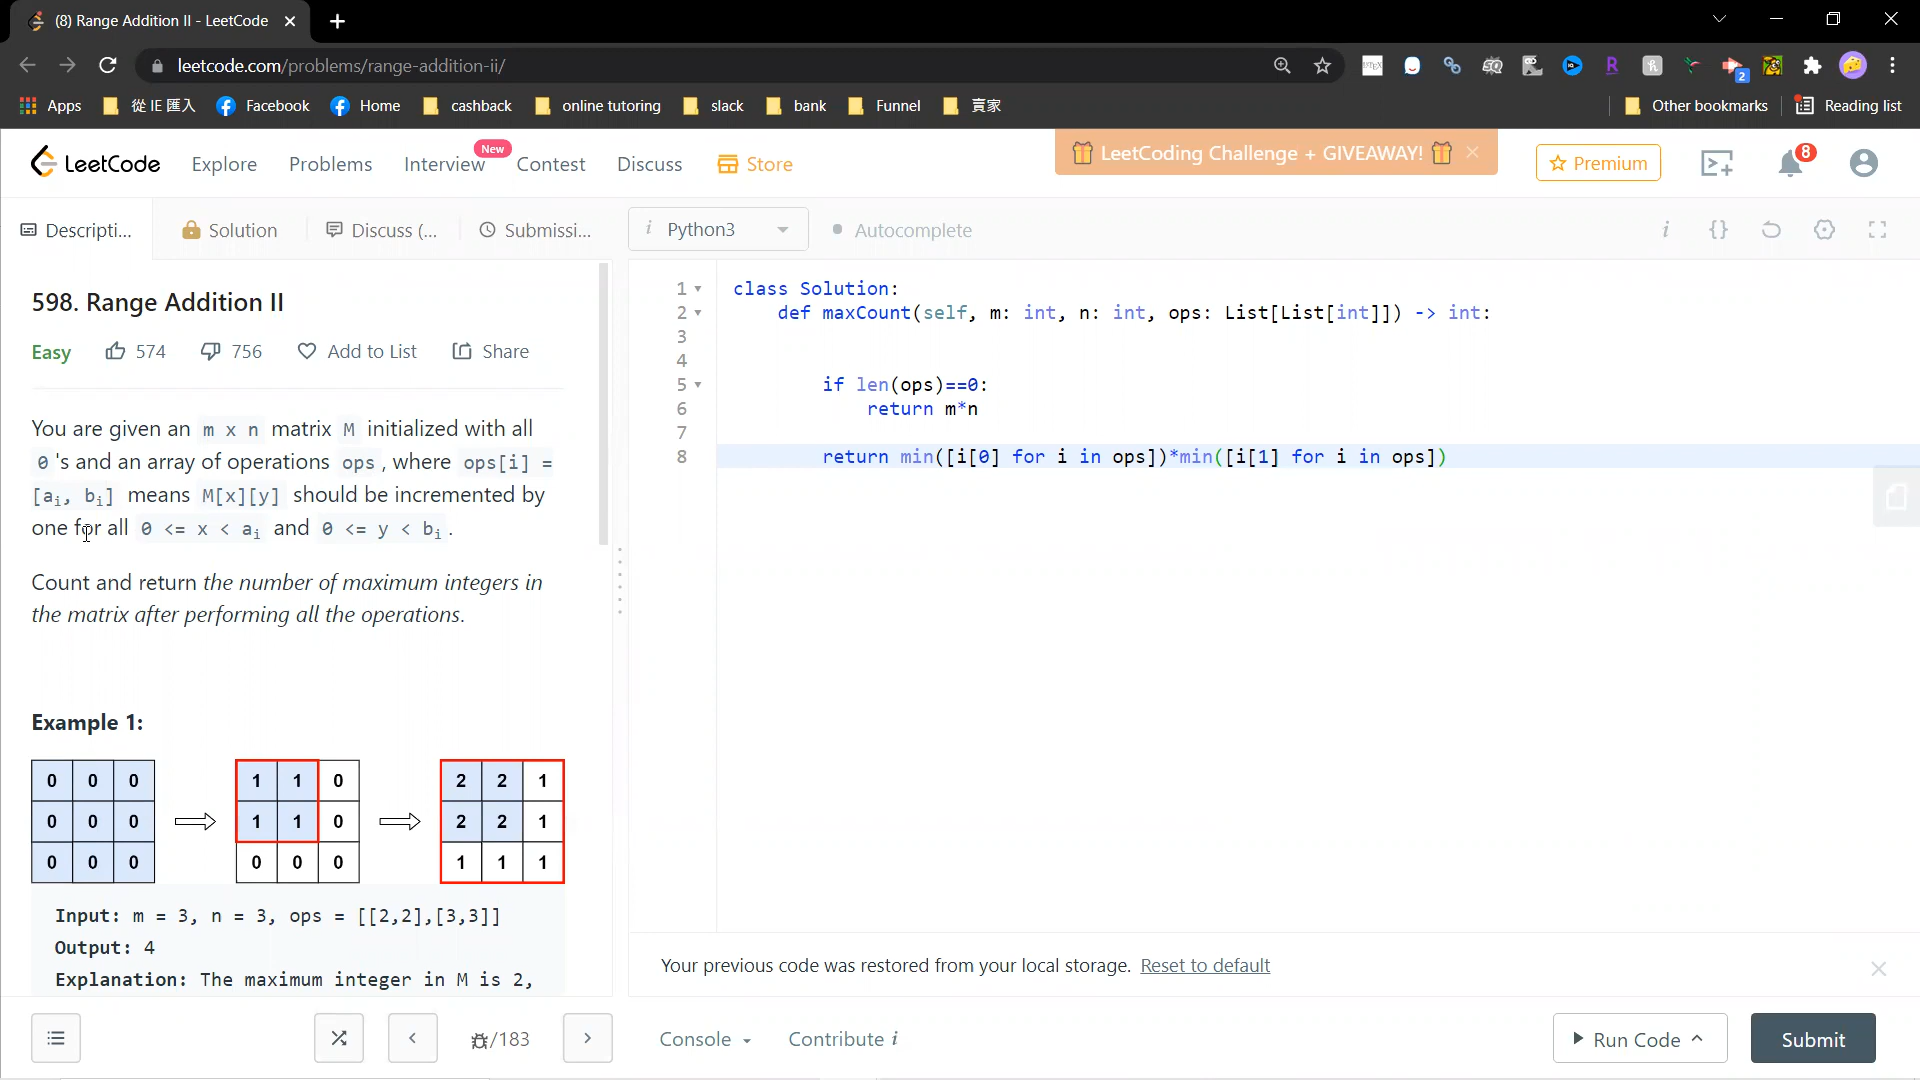 (8) Range Addition II - LeetCode
leetcode.com/problems/range-addition-ii/
2
Apps 從 IE 匯入 Facebook Home cashback online tutoring slack bank Funnel 賣家 Other bookmarks Reading list
LeetCode Explore Problems Interview New Contest Discuss Store LeetCoding Challenge + GIVEAWAY! Premium 8
Descripti... Solution Discuss (... Submissi... i Python3 Autocomplete i {}
598. Range Addition II
Easy 574 756 Add to List Share
You are given an m x n matrix M initialized with all
0 's and an array of operations ops , where ops[i] =
[ai, bi] means M[x][y] should be incremented by
one for all 0 <= x < ai and 0 <= y < bi .
Count and return the number of maximum integers in
the matrix after performing all the operations.
Example 1:
0 0 0 1 1 0 2 2 1
0 0 0 1 1 0 2 2 1
0 0 0 0 0 0 1 1 1
Input: m = 3, n = 3, ops = [[2,2],[3,3]]
Output: 4
Explanation: The maximum integer in M is 2,
/183
1 class Solution:
2 def maxCount(self, m: int, n: int, ops: List[List[int]]) -> int:
3
4
5 if len(ops)==0:
6 return m*n
7
8 return min([i[0] for i in ops])*min([i[1] for i in ops])
Your previous code was restored from your local storage. Reset to default
Console Contribute i Run Code Submit